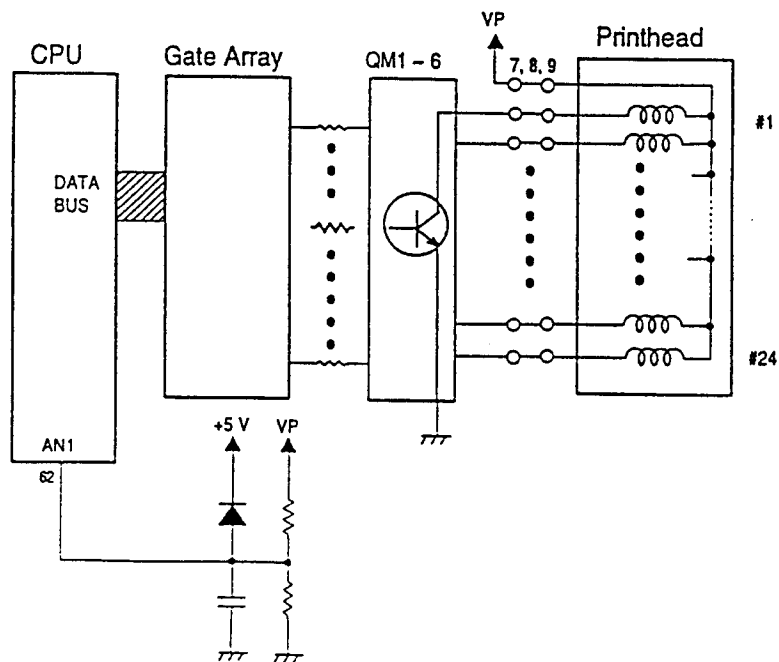 VP
Printhead
CPU
Gate Array
QM1 ~ 6
7, 8, 9
#1
DATA
BUS
#24
+5 V
VP
AN1
62